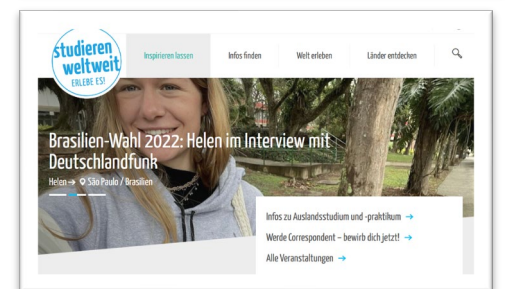 studieren
weltweit
ERLEBE ES!
Inspirieren lassen
Infos finden
Welt erleben
Länder entdecken
Brasilien-Wahl 2022: Helen im Interview mit
Deutschlandfunk
Helen → São Paulo / Brasilien
Infos zu Auslandsstudium und -praktikum →
Werde Correspondent – bewirb dich jetzt! →
Alle Veranstaltungen →